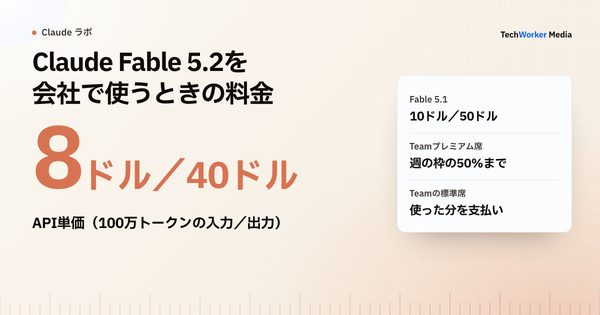 Claude ラボ
TechWorker Media
Claude Fable 5.2を
会社で使うときの料金
8ドル／40ドル
API単価（100万トークンの入力／出力）
Fable 5.1
10ドル／50ドル
Teamプレミアム席
週の枠の50%まで
Teamの標準席
使った分を支払い